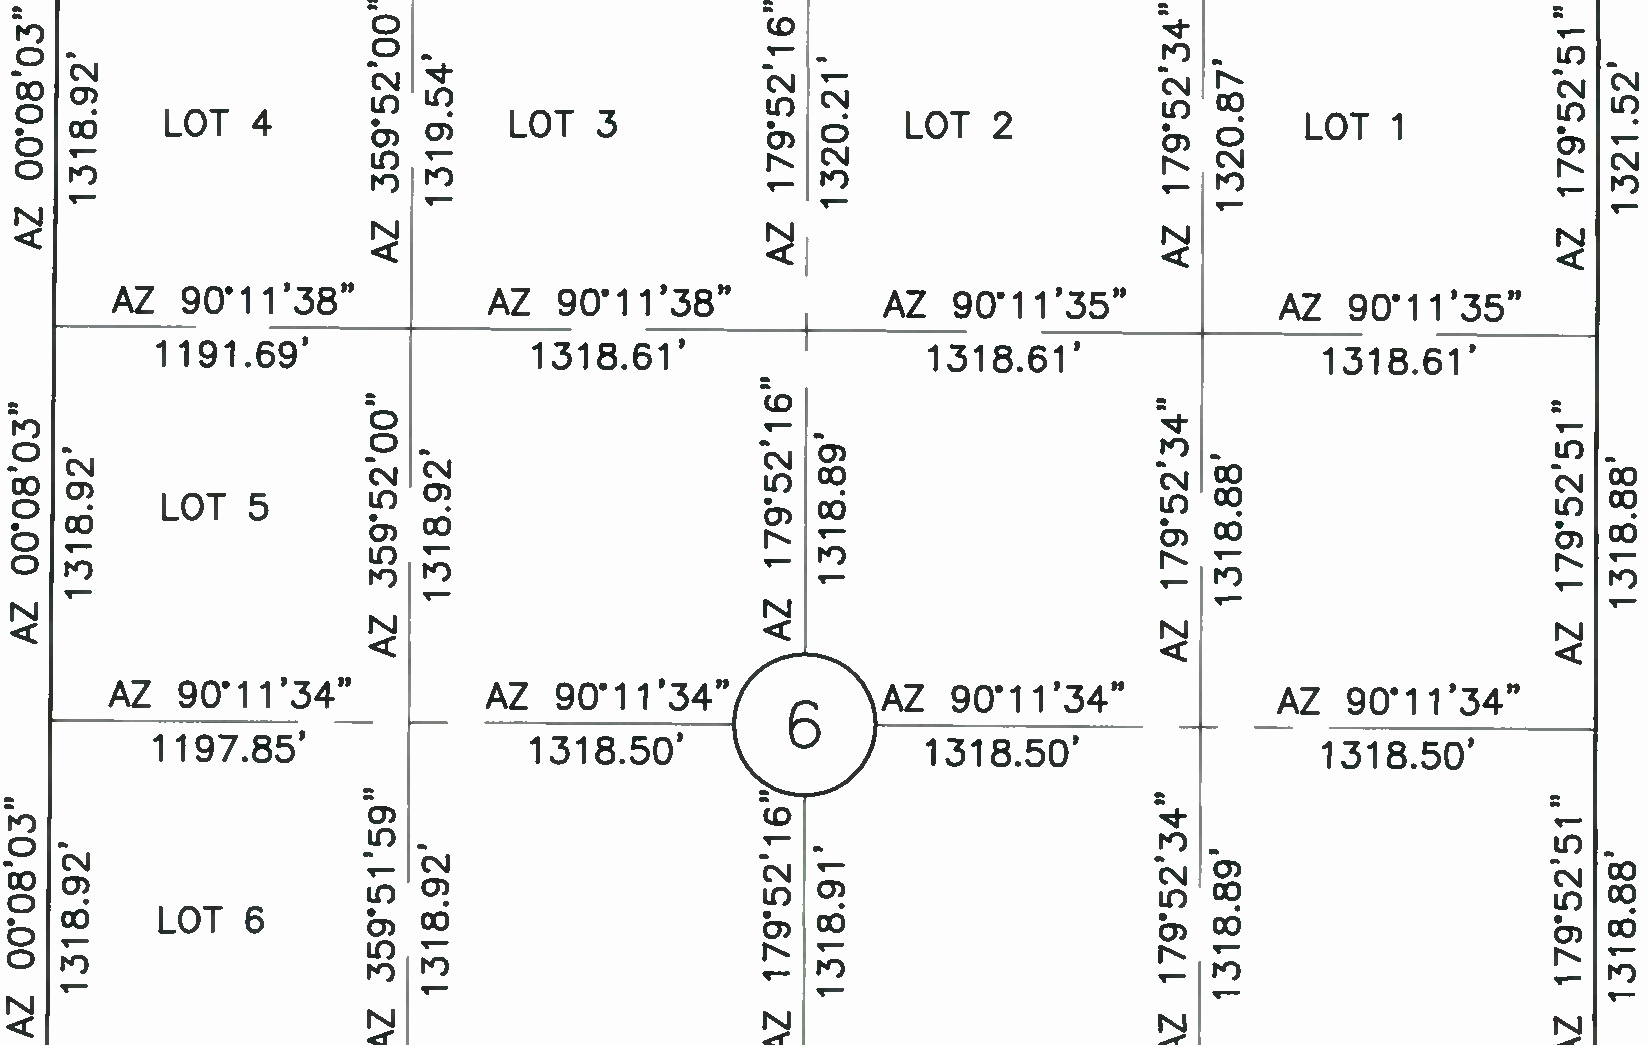 AZ 00°08'03"
1318.92'
LOT 4
AZ 359°52'00"
1319.54'
LOT 3
AZ 179°52'16"
1320.21'
LOT 2
AZ 179°52'34"
1320.87'
LOT 1
AZ 179°52'51"
1321.52'
AZ 90°11'38"
1191.69'
AZ 90°11'38"
1318.61'
AZ 90°11'35"
1318.61'
AZ 90°11'35"
1318.61'
AZ 00°08'03"
1318.92'
LOT 5
AZ 359°52'00"
1318.92'
AZ 179°52'16"
1318.89'
AZ 179°52'34"
1318.88'
AZ 179°52'51"
1318.88'
AZ 90°11'34"
1197.85'
AZ 90°11'34"
1318.50'
6
AZ 90°11'34"
1318.50'
AZ 90°11'34"
1318.50'
AZ 00°08'03"
1318.92'
LOT 6
AZ 359°51'59"
1318.92'
AZ 179°52'16"
1318.91'
AZ 179°52'34"
1318.89'
AZ 179°52'51"
1318.88'